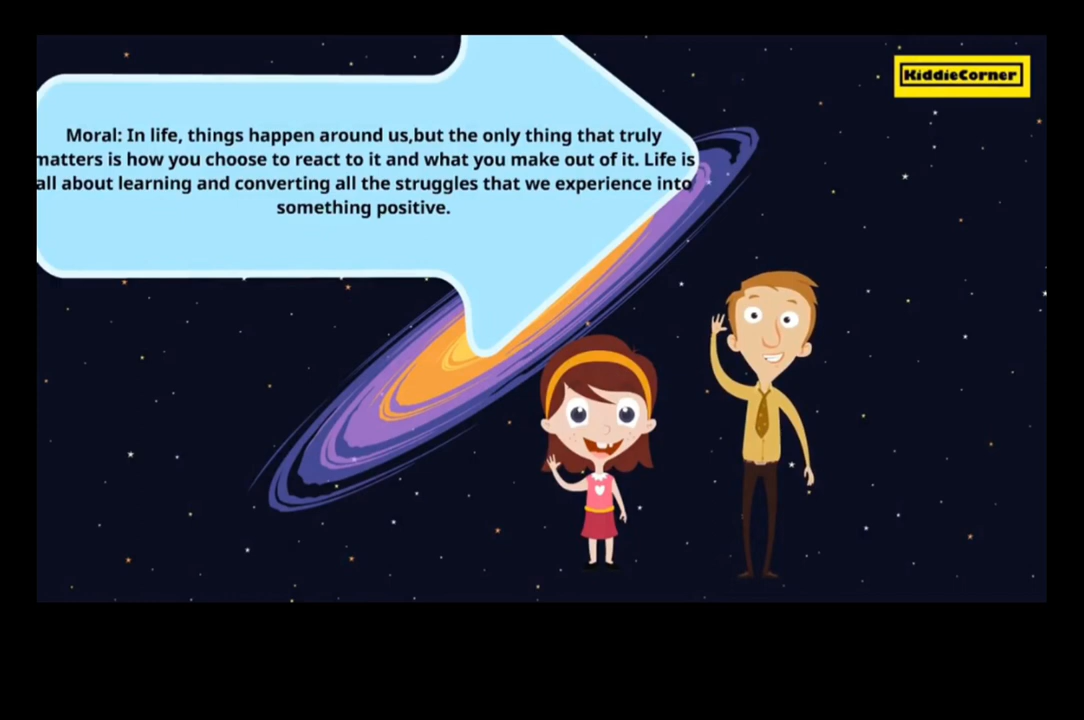 KiddieCorner
Moral: In life, things happen around us,but the only thing that truly
matters is how you choose to react to it and what you make out of it. Life is
all about learning and converting all the struggles that we experience into
something positive.